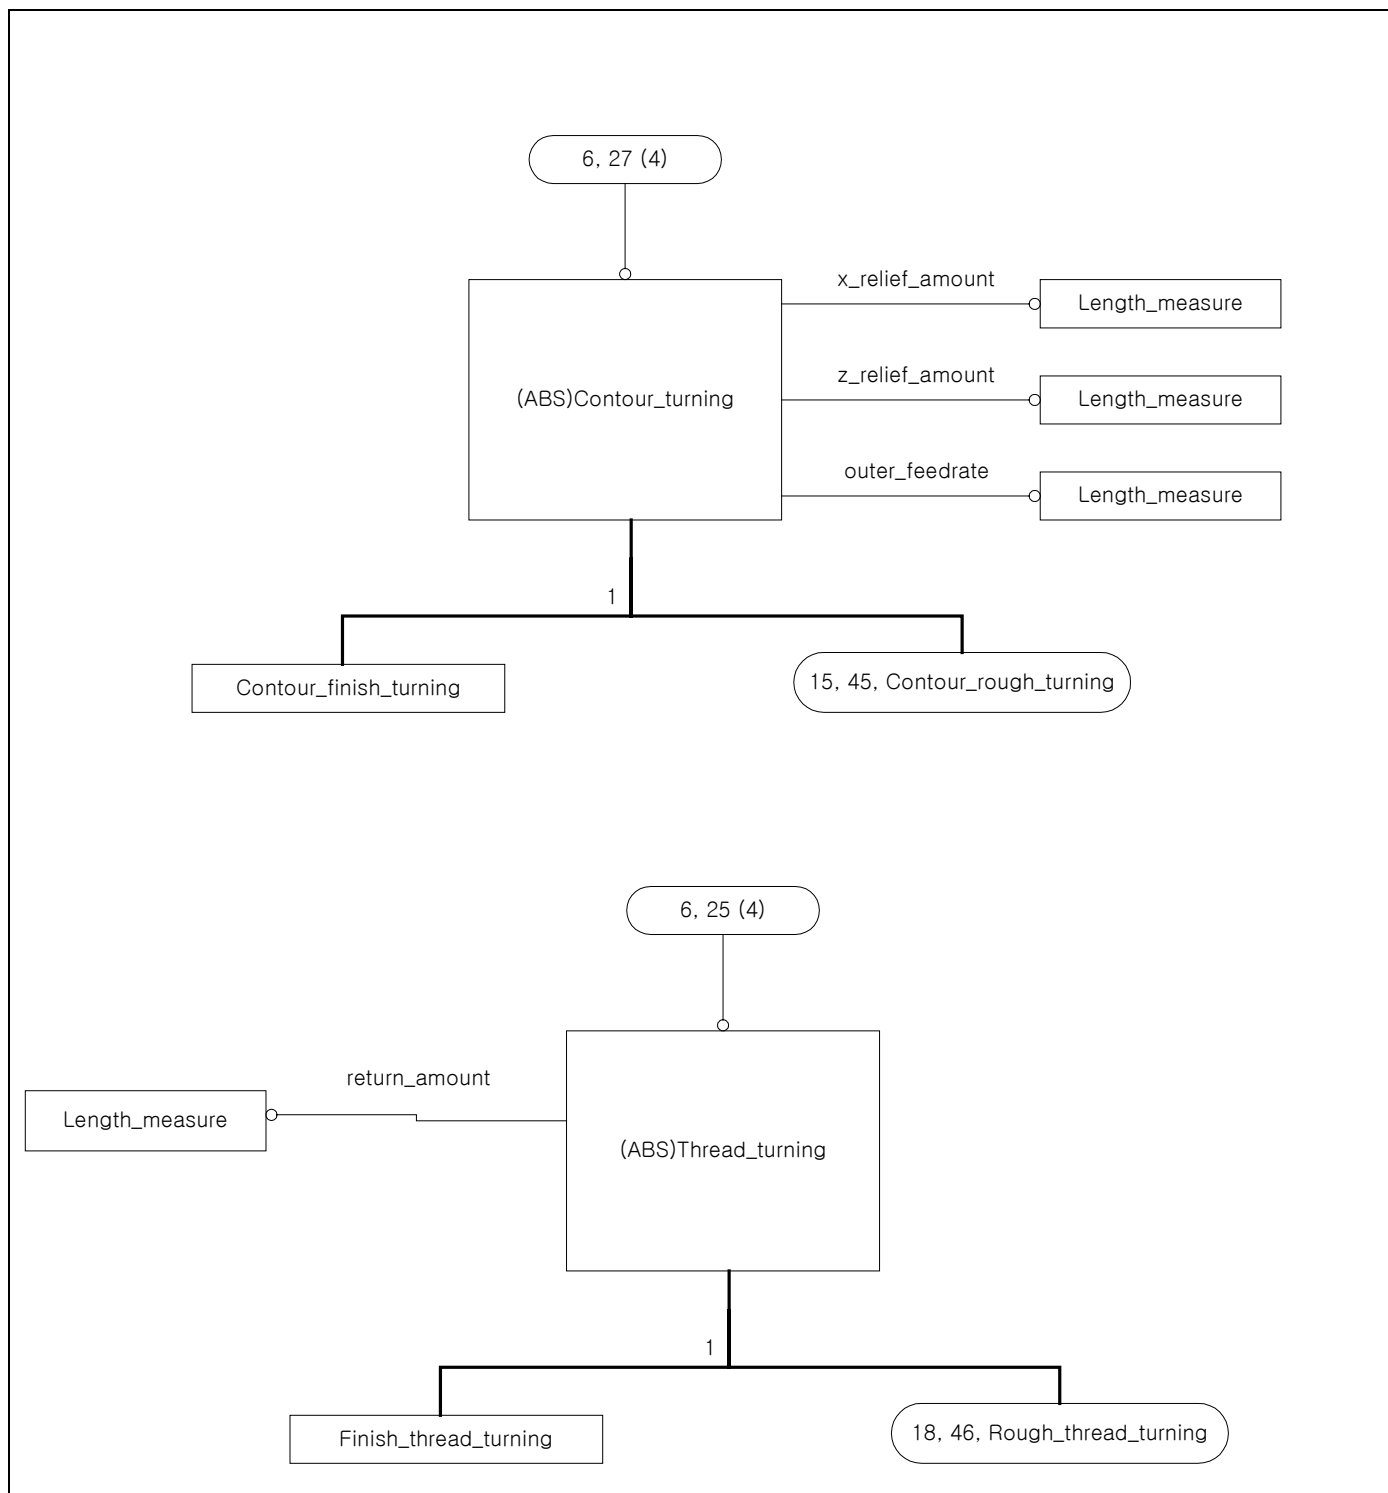 6, 27 (4)
x_relief_amount
Length_measure
(ABS)Contour_turning
z_relief_amount
Length_measure
outer_feedrate
Length_measure
1
Contour_finish_turning
15, 45, Contour_rough_turning
6, 25 (4)
return_amount
Length_measure
(ABS)Thread_turning
1
Finish_thread_turning
18, 46, Rough_thread_turning